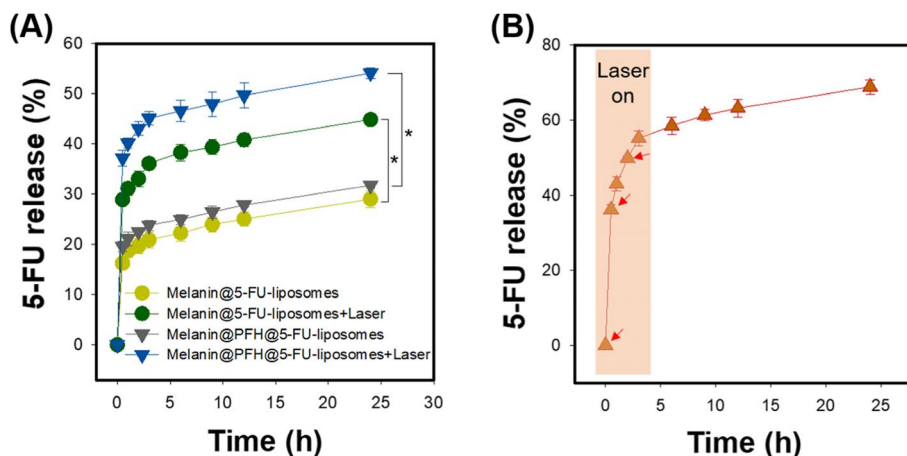 (A)
60
50
40
30
20
10
0
5-FU release (%)
*
*
Melanin@5-FU-liposomes
Melanin@5-FU-liposomes+Laser
Melanin@PFH@5-FU-liposomes
Melanin@PFH@5-FU-liposomes+Laser
0 5 10 15 20 25 30
Time (h)
(B)
80
60
40
20
0
5-FU release (%)
Laser
on
0 5 10 15 20 25
Time (h)